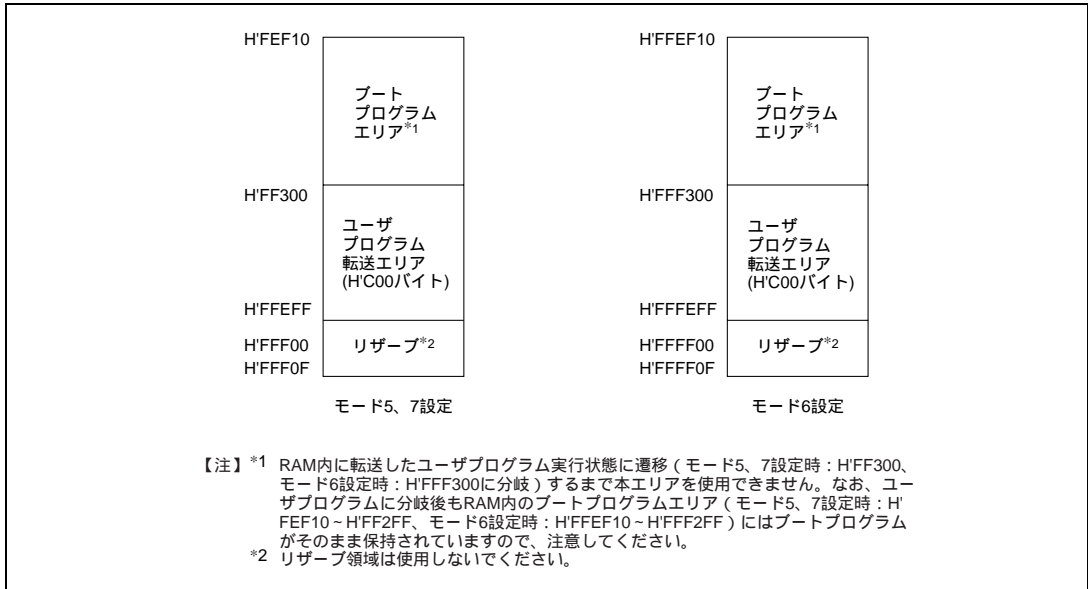 H'FEF10
ブート
プログラム
エリア*1
H'FF300
ユーザ
プログラム
転送エリア
(H'C00バイト)
H'FFEFF
H'FFF00
リザーブ*2
H'FFF0F
モード5、7設定
H'FFEF10
ブート
プログラム
エリア*1
H'FFF300
ユーザ
プログラム
転送エリア
(H'C00バイト)
H'FFFEFF
H'FFFF00
リザーブ*2
H'FFFF0F
モード6設定
【注】*1 RAM内に転送したユーザプログラム実行状態に遷移（モード5、7設定時：H'FF300、
モード6設定時：H'FFF300に分岐）するまで本エリアを使用できません。なお、ユー
ザプログラムに分岐後もRAM内のブートプログラムエリア（モード5、7設定時：H'
FEF10～H'FF2FF、モード6設定時：H'FFEF10～H'FFF2FF）にはブートプログラム
がそのまま保持されていますので、注意してください。
*2 リザーブ領域は使用しないでください。